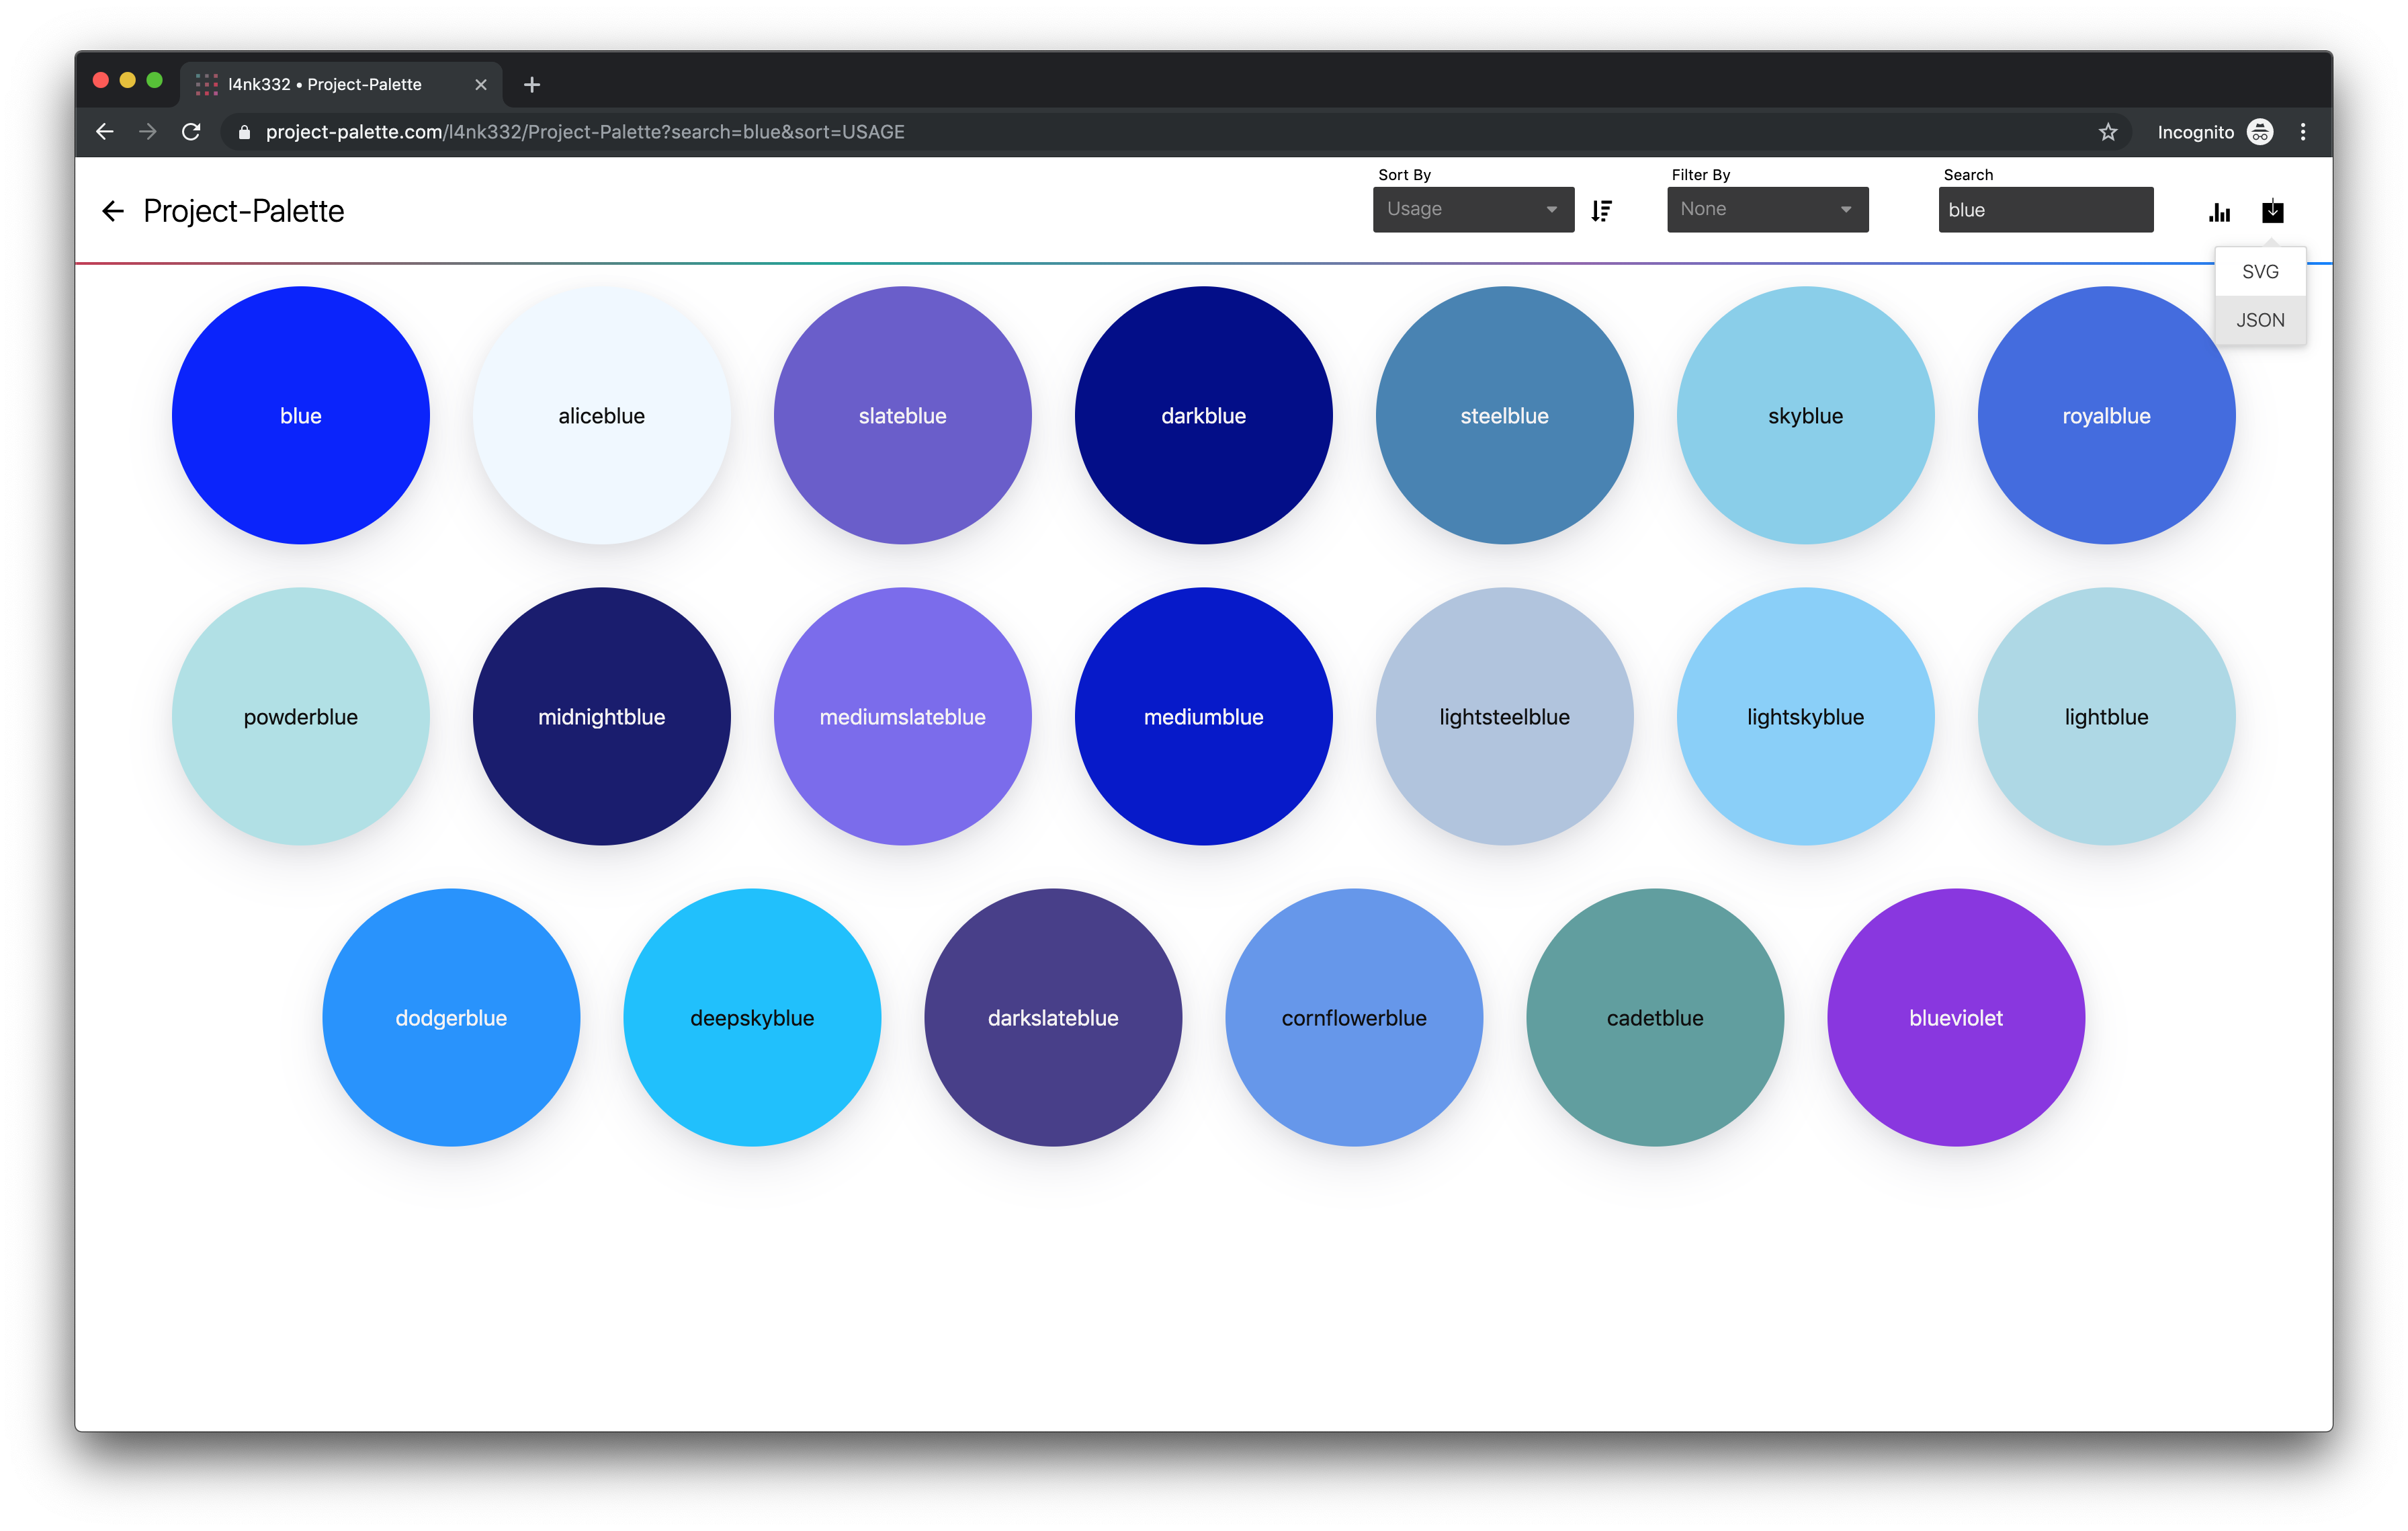 l4nk332 • Project-Palette
project-palette.com/l4nk332/Project-Palette?search=blue&sort=USAGE
Incognito
Project-Palette
Sort By
Usage
Filter By
None
Search
blue
SVG
JSON
blue
aliceblue
slateblue
darkblue
steelblue
skyblue
royalblue
powderblue
midnightblue
mediumslateblue
mediumblue
lightsteelblue
lightskyblue
lightblue
dodgerblue
deepskyblue
darkslateblue
cornflowerblue
cadetblue
blueviolet